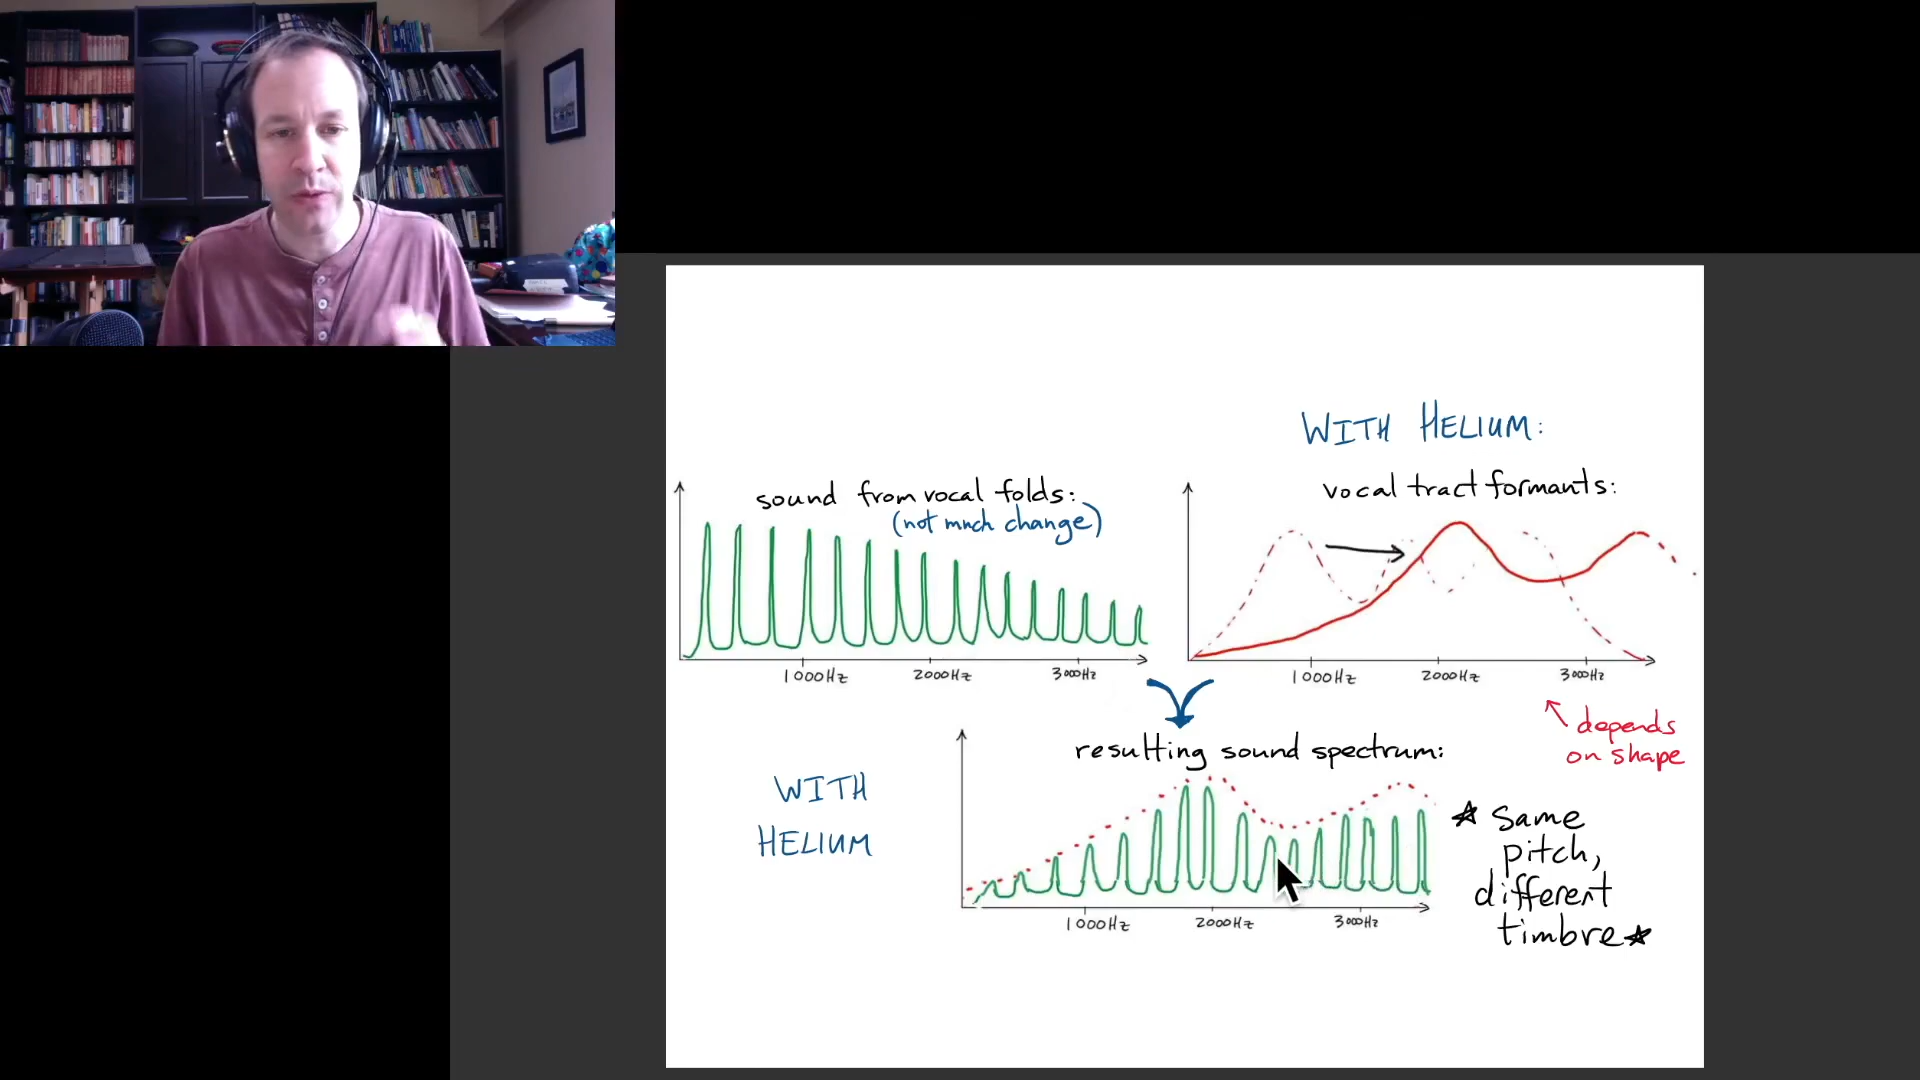 WITH HELIUM:
sound from vocal folds:
(not much change)
vocal tract formants:
1000Hz 2000Hz 3000Hz
1000Hz 2000Hz 3000Hz
depends
on shape
resulting sound spectrum:
WITH
HELIUM
☆ Same
pitch,
different
timbre☆
1000Hz 2000Hz 3000Hz